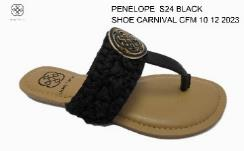 PENELOPE S24 BLACK
SHOE CARNIVAL CFM 10 12 2023